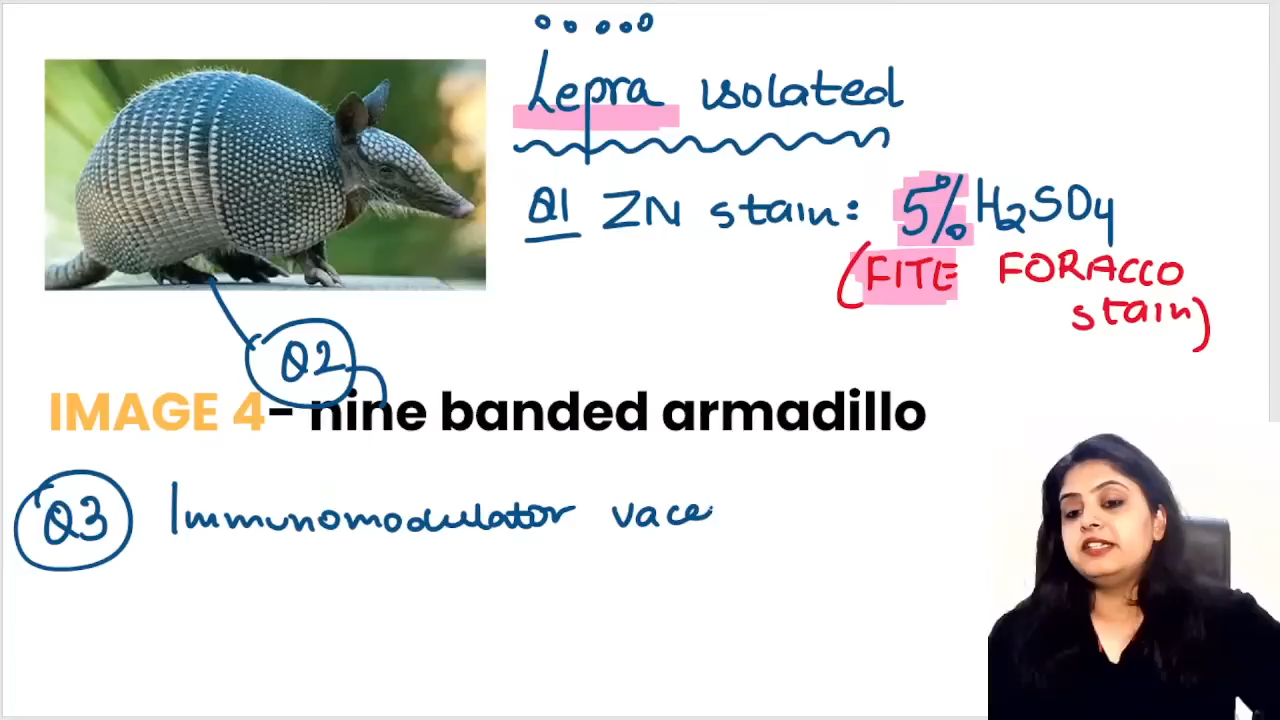 Lepra isolated
Q1 ZN stain: 5% H2SO4
(FITE FORACCO
stain)
Q2
IMAGE 4- nine banded armadillo
Q3 Immunomodulator vacc